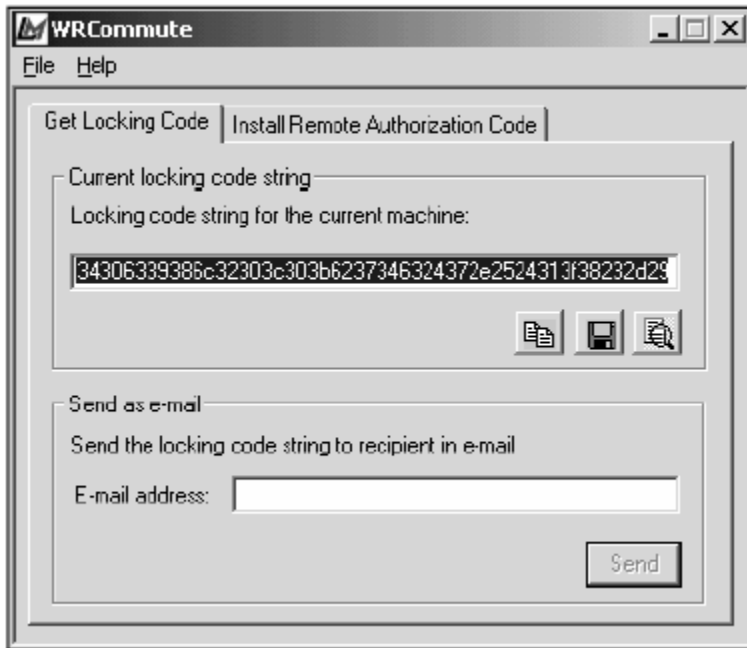 WRCommute
File Help
Get Locking Code Install Remote Authorization Code
Current locking code string
Locking code string for the current machine:
34306339386c32303c303b6237346324372e2524313f38232d29
Send as e-mail
Send the locking code string to recipient in e-mail
E-mail address:
Send